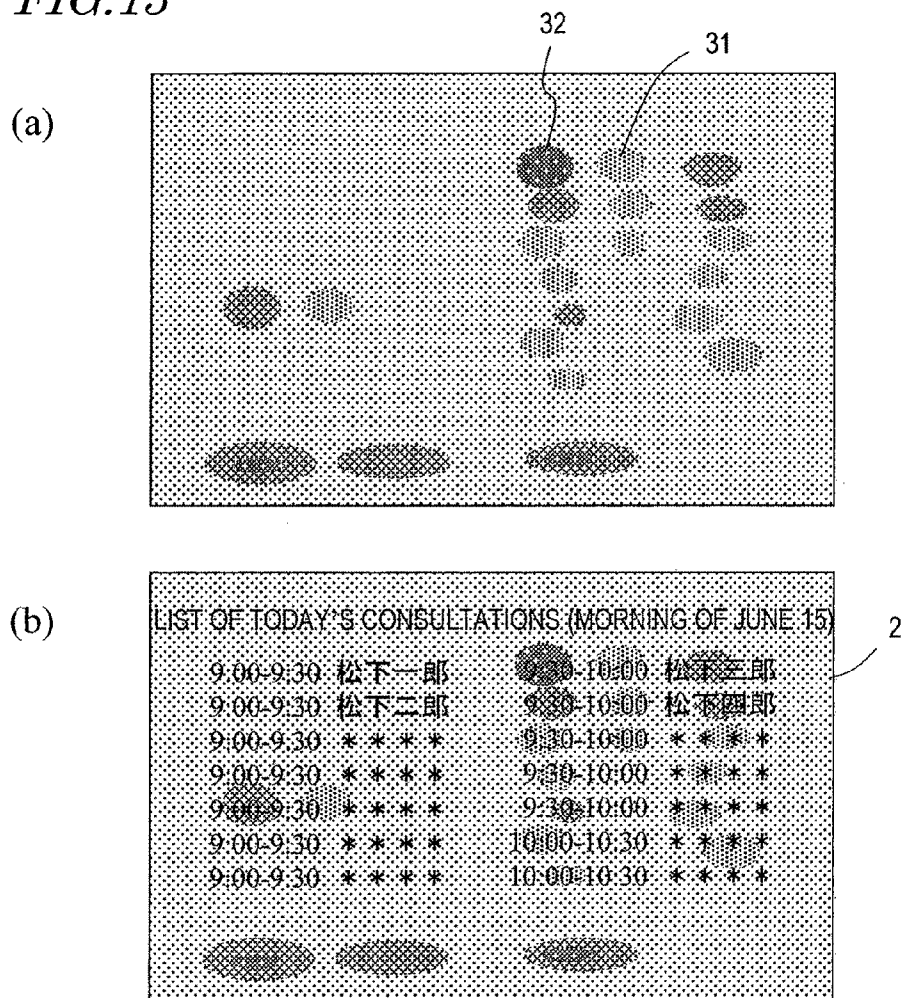 FIG.15
32
31
(a)
(b)
2
LIST OF TODAY'S CONSULTATIONS (MORNING OF JUNE 15)
9:00-9:30 松下一郎 9:30-10:00 松下三郎
9:00-9:30 松下二郎 9:30-10:00 松下四郎
9:00-9:30 ＊＊＊＊ 9:30-10:00 ＊＊＊＊
9:00-9:30 ＊＊＊＊ 9:30-10:00 ＊＊＊＊
9:00-9:30 ＊＊＊＊ 9:30-10:00 ＊＊＊＊
9:00-9:30 ＊＊＊＊ 10:00-10:30 ＊＊＊＊
9:00-9:30 ＊＊＊＊ 10:00-10:30 ＊＊＊＊